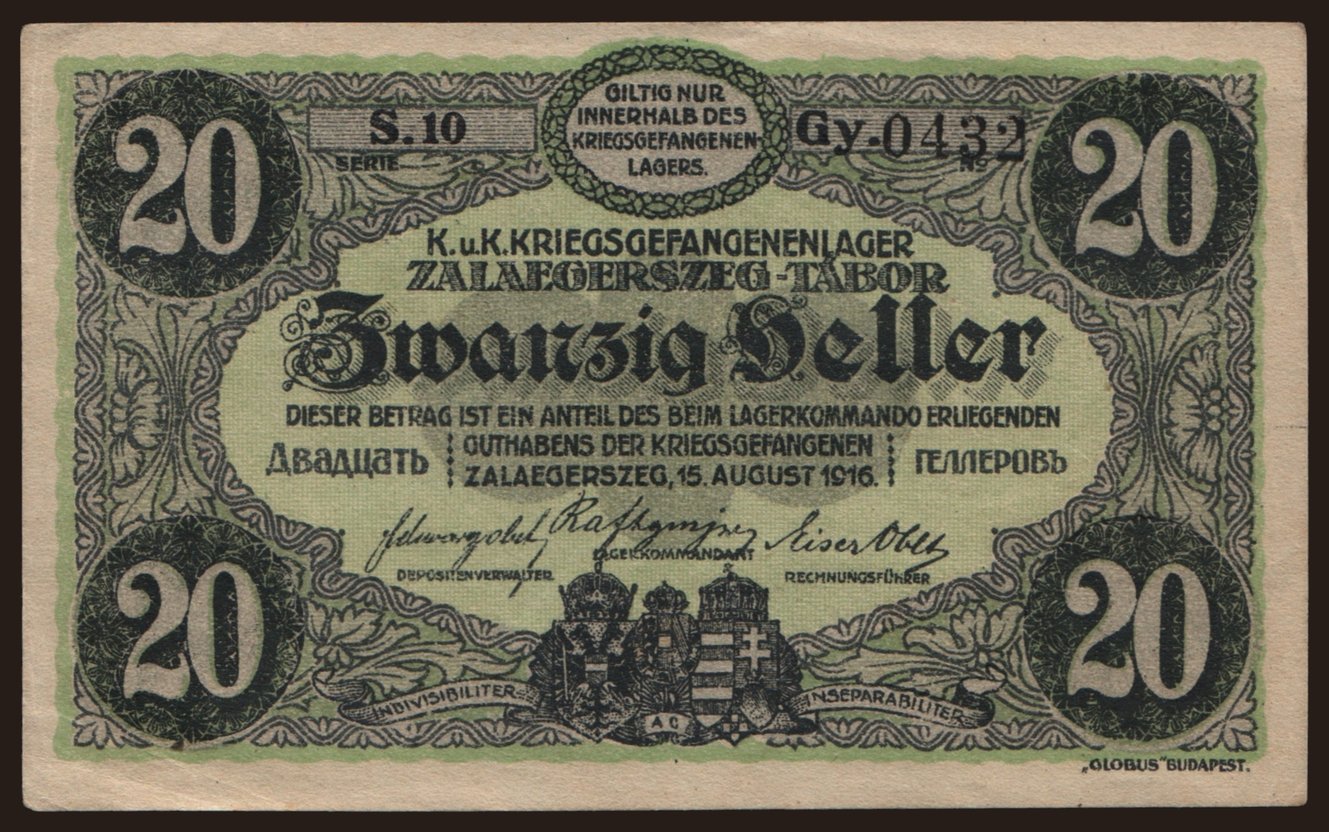 20
S.10
SERIE
GILTIG NUR
INNERHALB DES
KRIEGSGEFANGENEN-
LAGERS.
Gy.0432
No
20
K.u.K. KRIEGSGEFANGENENLAGER
ZALAEGERSZEG-TÁBOR
Zwanzig Heller
DIESER BETRAG IST EIN ANTEIL DES BEIM LAGERKOMMANDO ERLIEGENDEN
GUTHABENS DER KRIEGSGEFANGENEN
ZALAEGERSZEG, 15. AUGUST 1916.
Двадцать
геллеровъ
LAGERKOMMANDANT
DEPOSITENVERWALTER
RECHNUNGSFÜHRER
20
INDIVISIBILITER
AC
INSEPARABILITER
20
„GLOBUS" BUDAPEST.